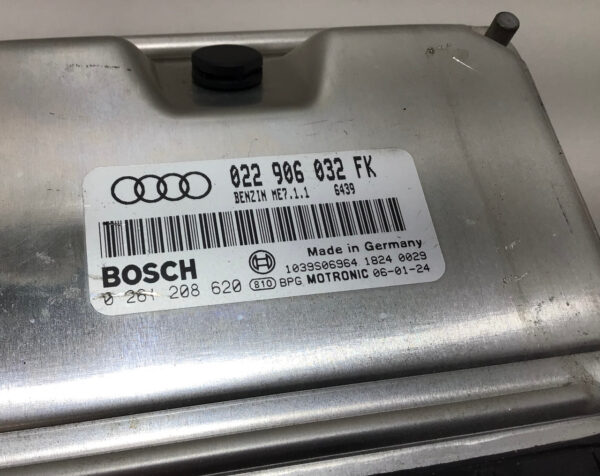 022 906 032 FK
BENZIN ME7.1.1 6439
Made in Germany
BOSCH
1039S06964 1824 0029
0 261 208 620 810 BPG MOTRONIC 06-01-24